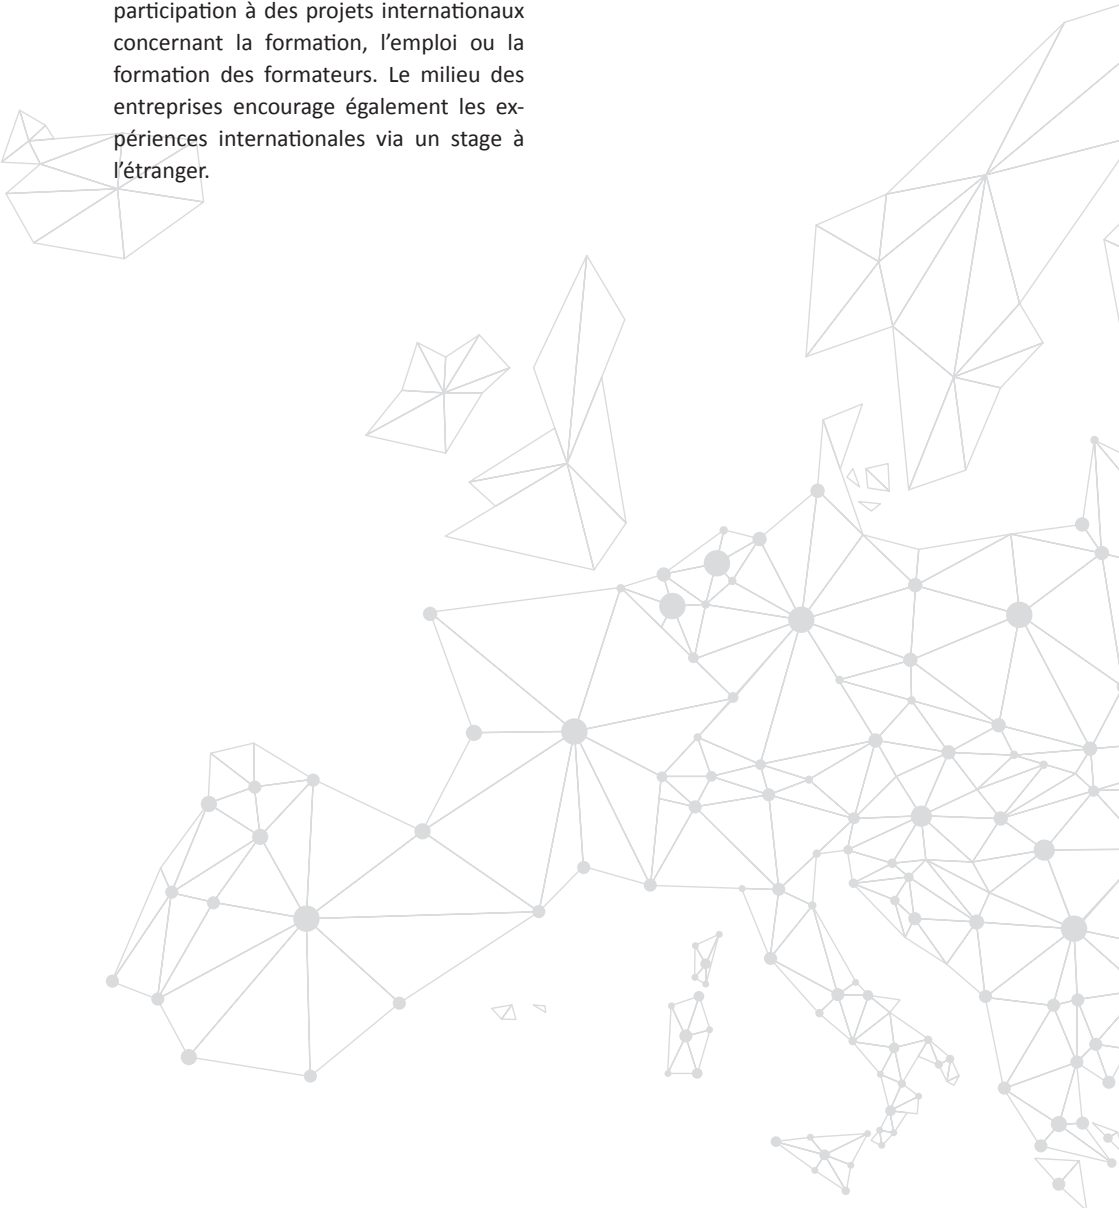 participation à des projets internationaux
concernant la formation, l’emploi ou la
formation des formateurs. Le milieu des
entreprises encourage également les ex-
périences internationales via un stage à
l’étranger.